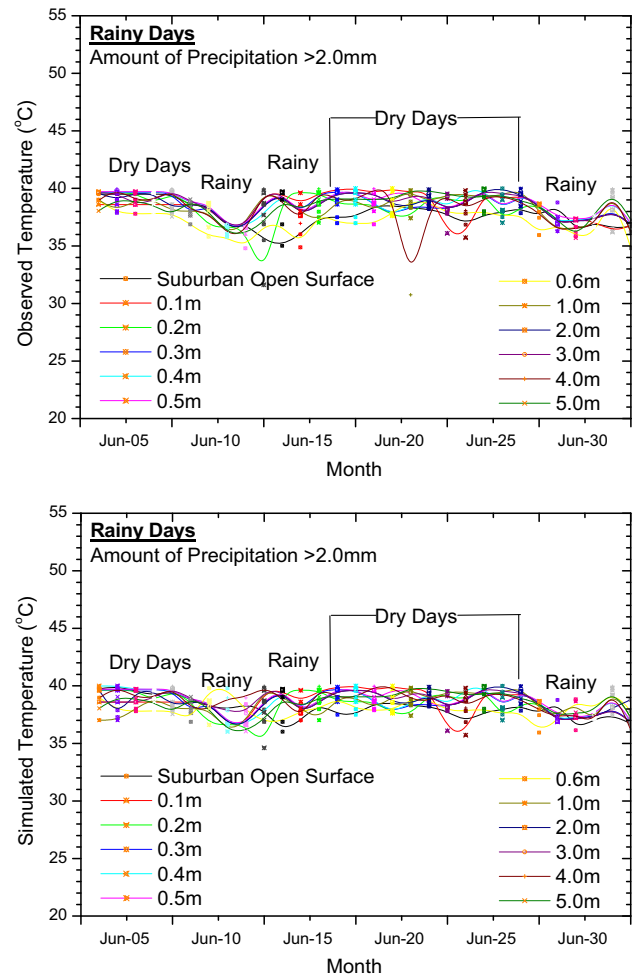 55
Rainy Days
Amount of Precipitation >2.0mm
50
45
Dry Days
Rainy
40
Dry Days
Rainy
Rainy
35
Suburban Open Surface
0.6m
30
0.1m
1.0m
0.2m
2.0m
0.3m
3.0m
25
0.4m
4.0m
0.5m
5.0m
20
Jun-05 Jun-10 Jun-15 Jun-20 Jun-25 Jun-30
Month
Observed Temperature (°C)
55
Rainy Days
Amount of Precipitation >2.0mm
50
45
Dry Days
Rainy
Dry Days
Rainy
Rainy
40
35
Suburban Open Surface
0.6m
30
0.1m
1.0m
0.2m
2.0m
0.3m
3.0m
25
0.4m
4.0m
0.5m
5.0m
20
Jun-05 Jun-10 Jun-15 Jun-20 Jun-25 Jun-30
Month
Simulated Temperature (°C)